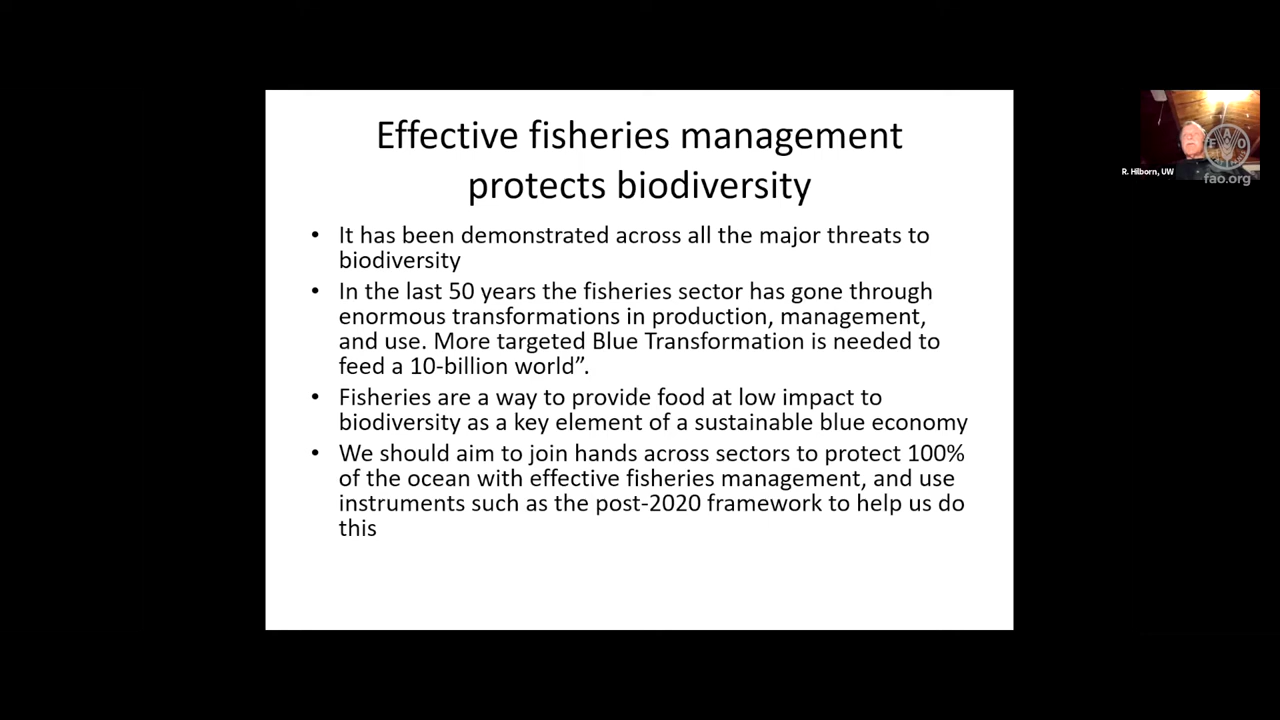 Effective fisheries management
protects biodiversity
• It has been demonstrated across all the major threats to
biodiversity
• In the last 50 years the fisheries sector has gone through
enormous transformations in production, management,
and use. More targeted Blue Transformation is needed to
feed a 10-billion world”.
• Fisheries are a way to provide food at low impact to
biodiversity as a key element of a sustainable blue economy
• We should aim to join hands across sectors to protect 100%
of the ocean with effective fisheries management, and use
instruments such as the post-2020 framework to help us do
this
R. Hilborn, UW
F A O
fao.org